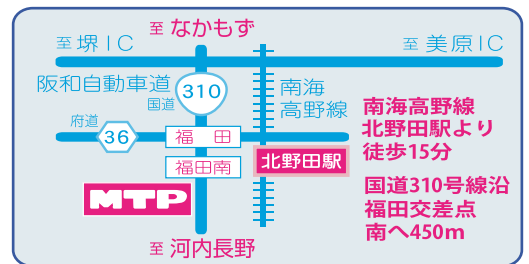 至 なかもず
至 堺IC
至 美原IC
阪和自動車道
国道
310
南海
高野線
府道
36
福田
福田南
北野田駅
MTP
至 河内長野
南海高野線
北野田駅より
徒歩15分
国道310号線沿
福田交差点
南へ450m